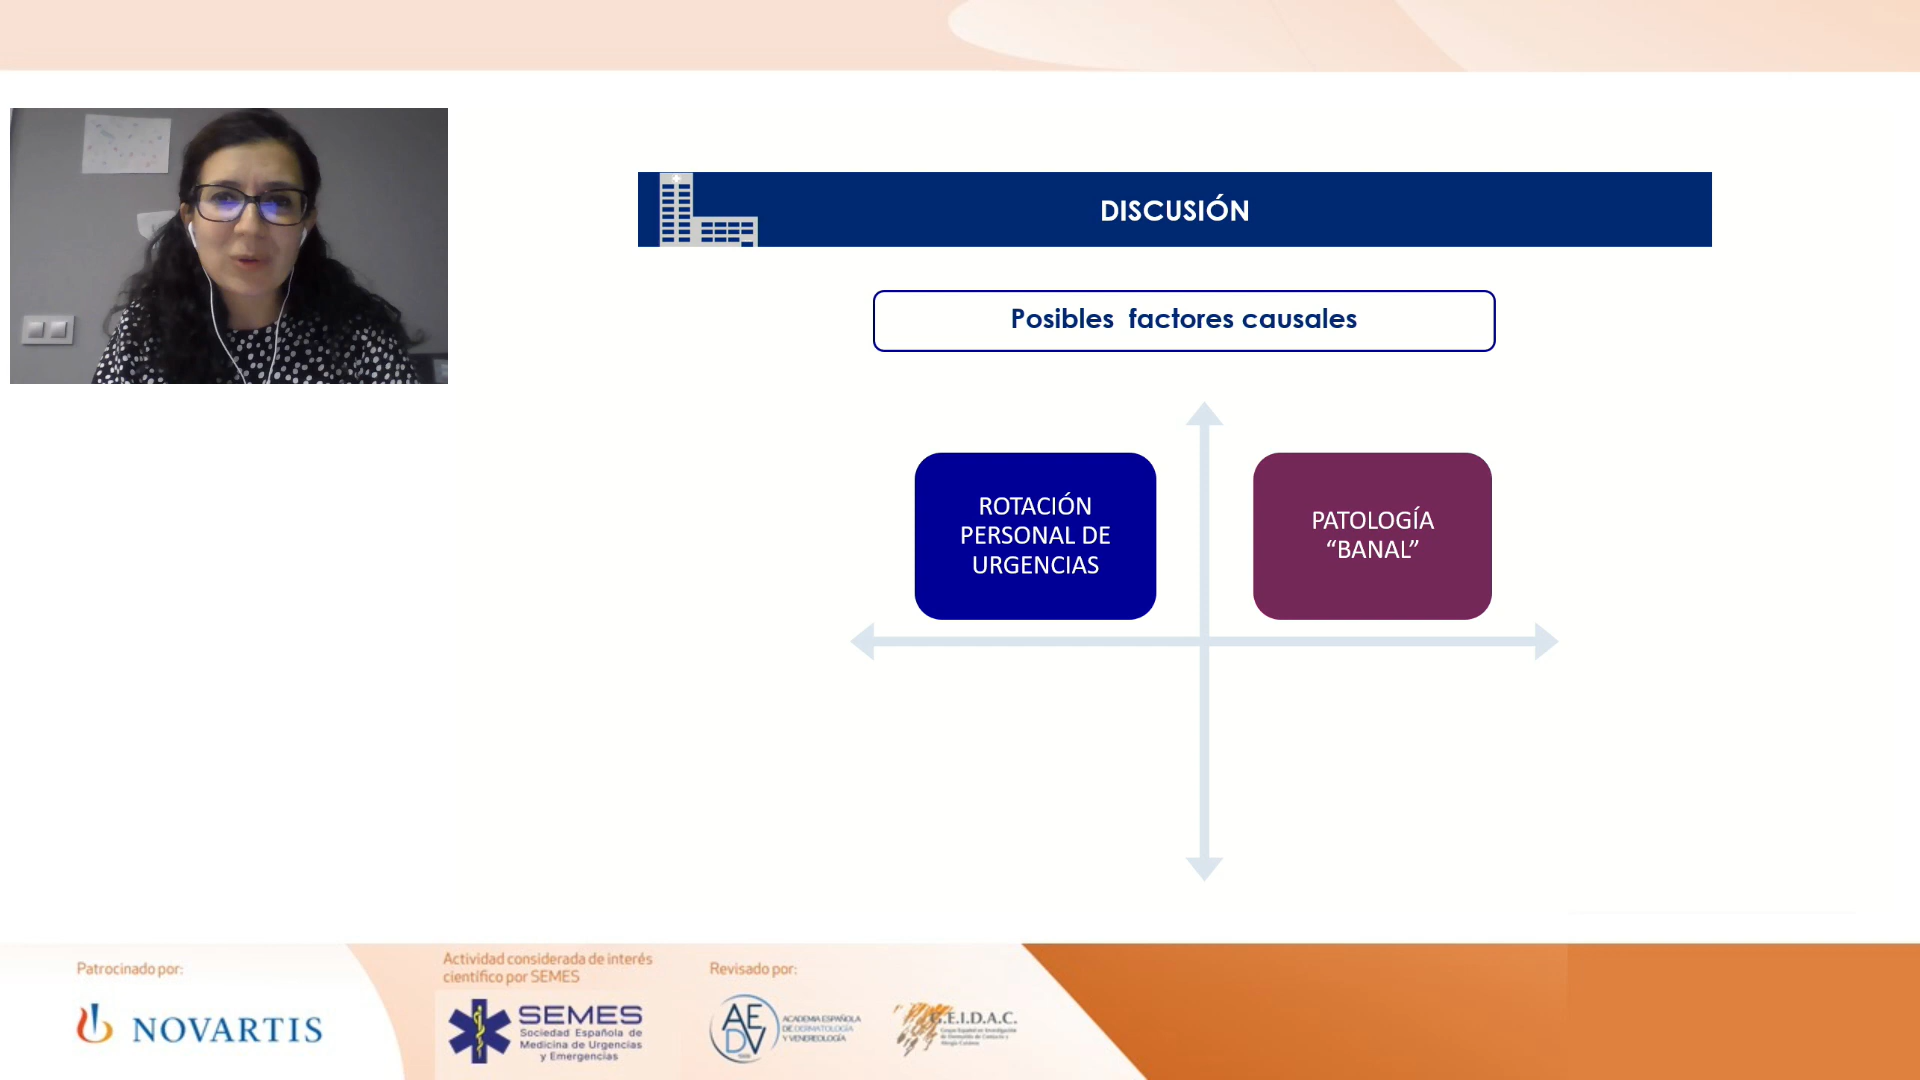 DISCUSIÓN
Posibles factores causales
ROTACIÓN
PERSONAL DE
URGENCIAS
PATOLOGÍA
“BANAL”
Patrocinado por:
NOVARTIS
Actividad considerada de interés
científico por SEMES
SEMES
Sociedad Española de
Medicina de Urgencias
y Emergencias
Revisado por:
AEDV
ACADEMIA ESPAÑOLA
DE DERMATOLOGÍA
Y VENEREOLOGÍA
G.E.I.D.A.C.